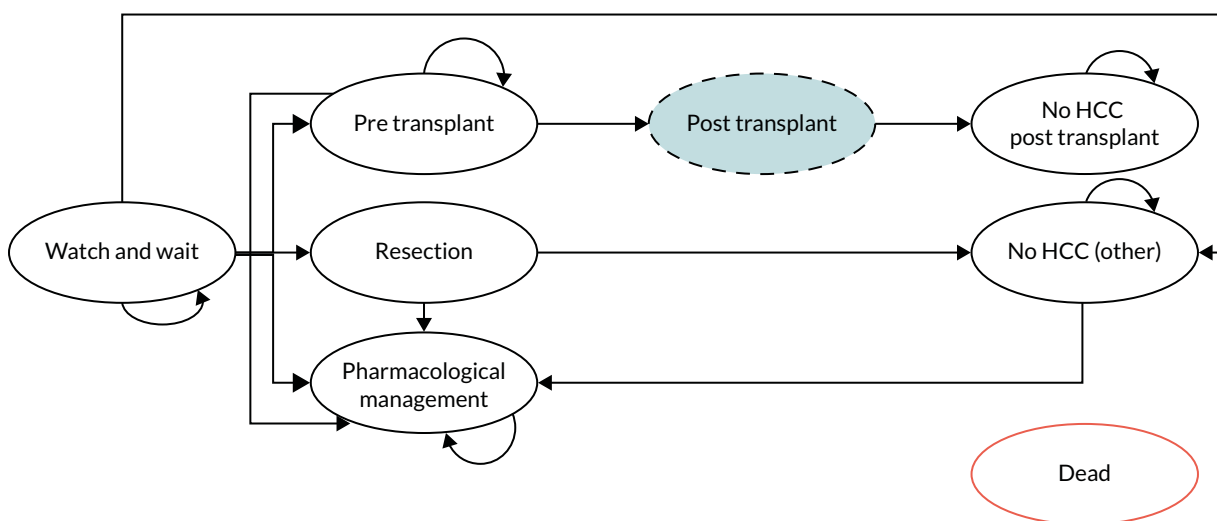 Pre transplant
Post transplant
No HCC
post transplant
Watch and wait
Resection
No HCC (other)
Pharmacological
management
Dead